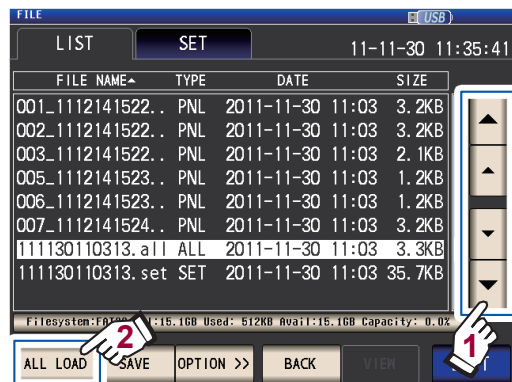 FILE USB
LIST SET 11-11-30 11:35:41
FILE NAME TYPE DATE SIZE
001_1112141522.. PNL 2011-11-30 11:03 3.2KB
002_1112141522.. PNL 2011-11-30 11:03 3.2KB
003_1112141522.. PNL 2011-11-30 11:03 2.1KB
005_1112141523.. PNL 2011-11-30 11:03 1.2KB
006_1112141523.. PNL 2011-11-30 11:03 1.2KB
007_1112141524.. PNL 2011-11-30 11:03 3.2KB
111130110313.all ALL 2011-11-30 11:03 3.3KB
111130110313.set SET 2011-11-30 11:03 35.7KB
:15.1GB Used: 512KB Avail:15.1GB Capacity: 0.0%
2 1
ALL LOAD SAVE OPTION >> BACK VIEW